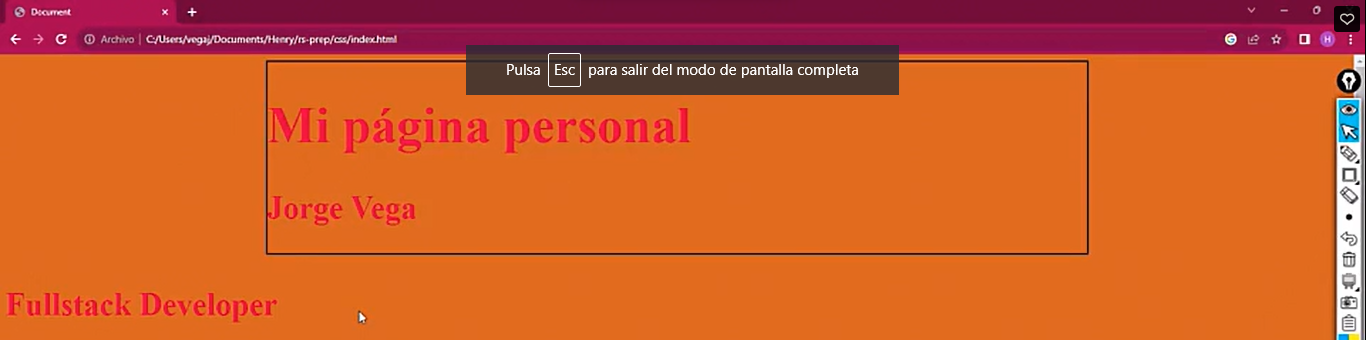 Document
Archivo | C:/Users/vegaj/Documents/Henry/rs-prep/css/index.html
H
Pulsa Esc para salir del modo de pantalla completa
Mi página personal
Jorge Vega
Fullstack Developer